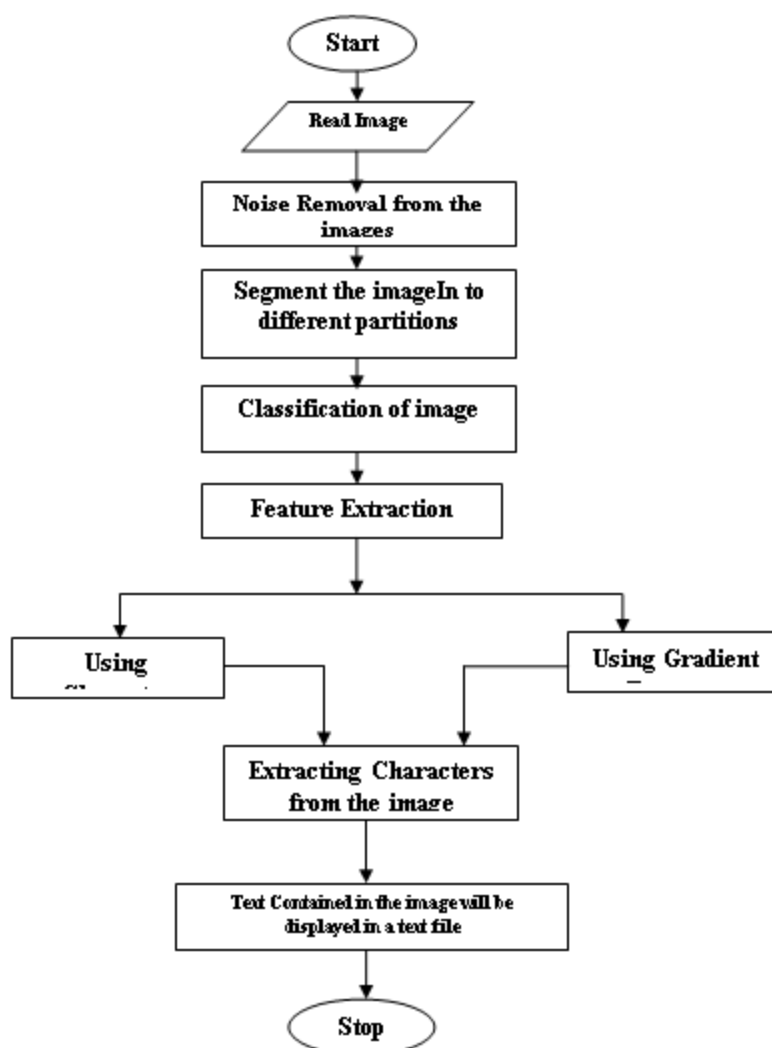 Start
Read Image
Noise Removal from the
images
Segment the imageIn to
different partitions
Classification of image
Feature Extraction
Using
Using Gradient
Extracting Characters
from the image
Text Contained in the image will be
displayed in a text file
Stop